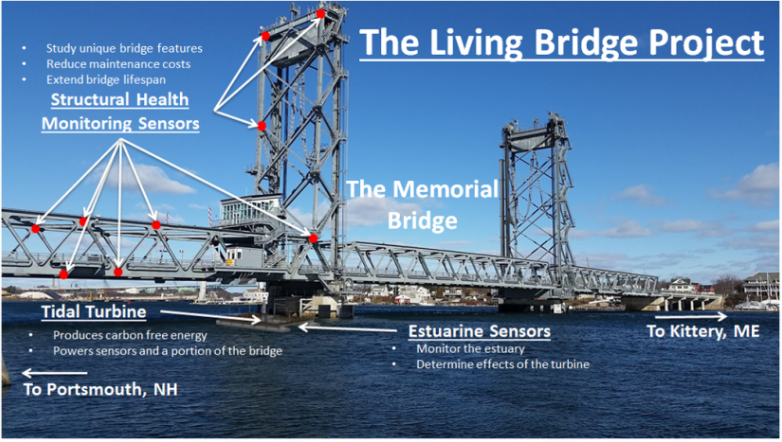 The Living Bridge Project
• Study unique bridge features
• Reduce maintenance costs
• Extend bridge lifespan
Structural Health
Monitoring Sensors
The Memorial
Bridge
Tidal Turbine
• Produces carbon free energy
• Powers sensors and a portion of the bridge
Estuarine Sensors
• Monitor the estuary
• Determine effects of the turbine
To Kittery, ME
To Portsmouth, NH